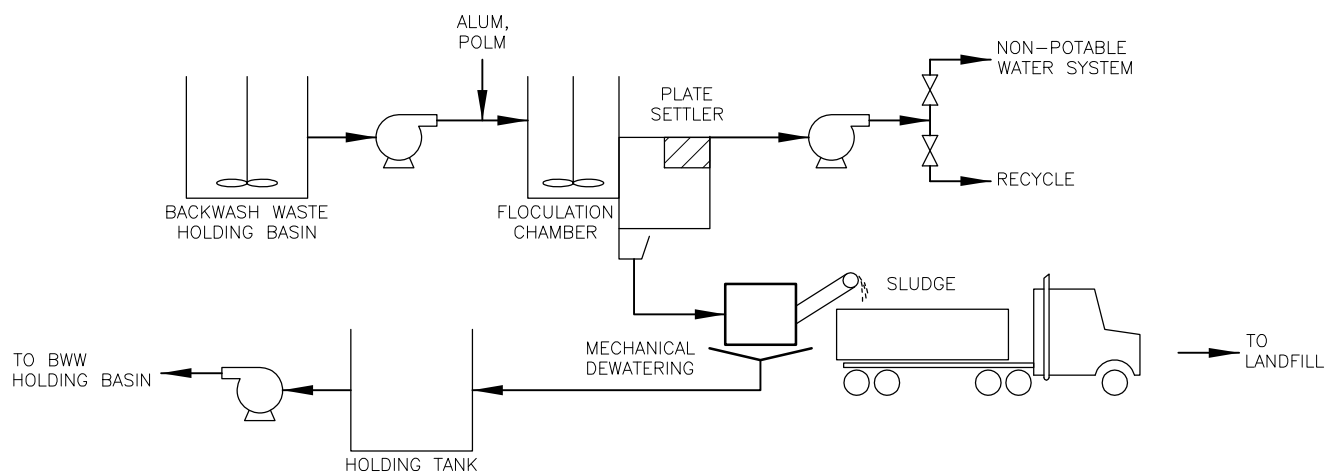 ALUM,
POLM
NON-POTABLE
WATER SYSTEM
PLATE
SETTLER
RECYCLE
BACKWASH WASTE
HOLDING BASIN
FLOCULATION
CHAMBER
SLUDGE
MECHANICAL
DEWATERING
TO
LANDFILL
TO BWW
HOLDING BASIN
HOLDING TANK